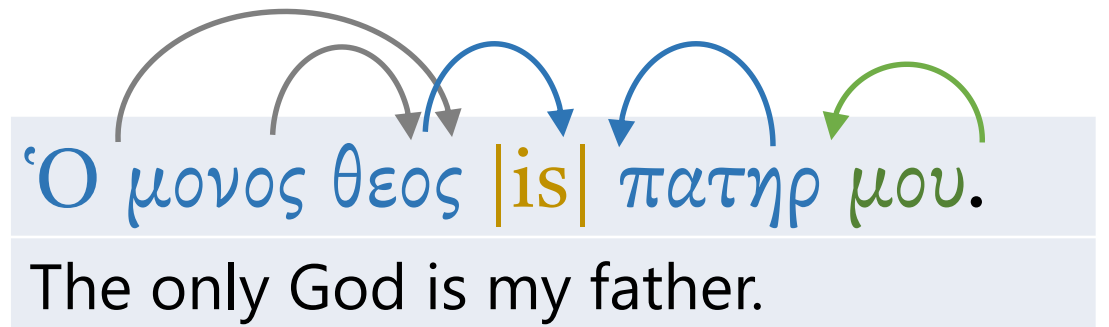 Ὁ μονος θεος |is| πατηρ μου.
The only God is my father.